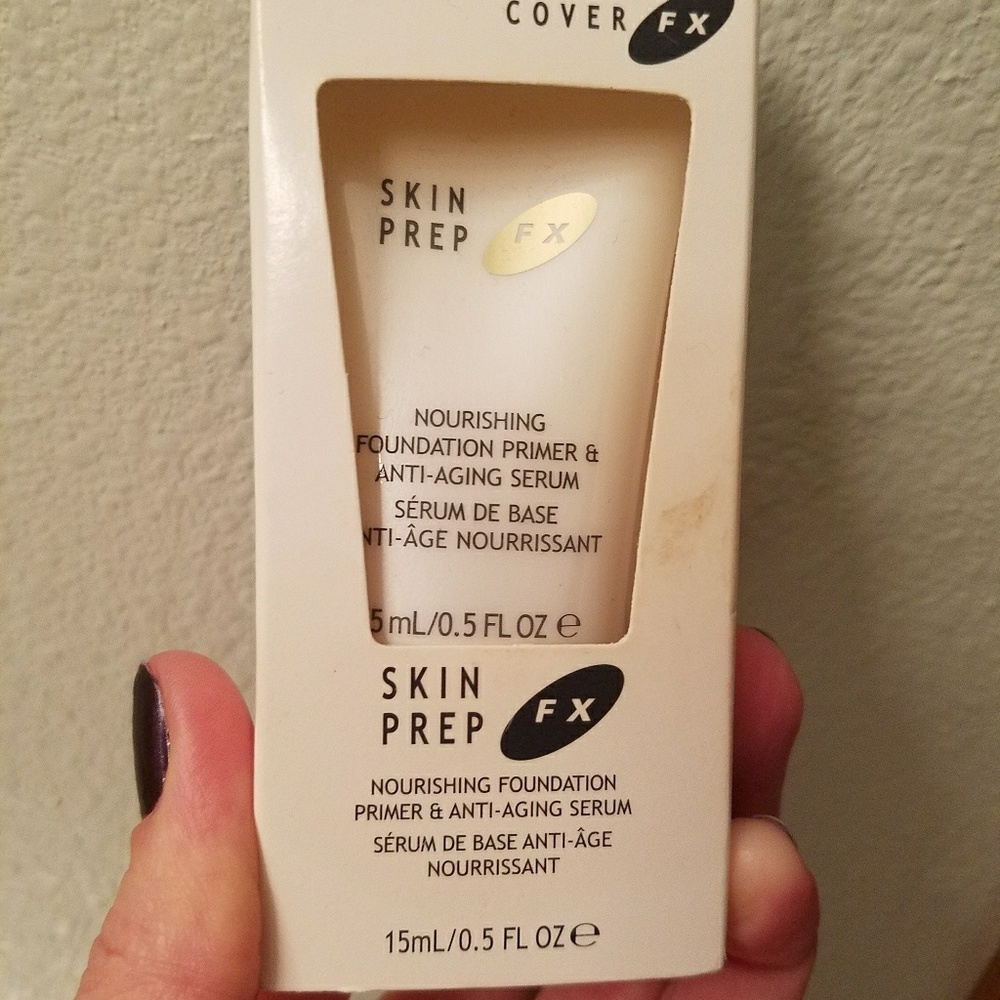 COVER FX
SKIN
PREP FX
NOURISHING
FOUNDATION PRIMER &
ANTI-AGING SERUM
SÉRUM DE BASE
NTI-ÂGE NOURRISSANT
5 mL/0.5 FL OZ ℮
SKIN
PREP FX
NOURISHING FOUNDATION
PRIMER & ANTI-AGING SERUM
SÉRUM DE BASE ANTI-ÂGE
NOURRISSANT
15mL/0.5 FL OZ ℮